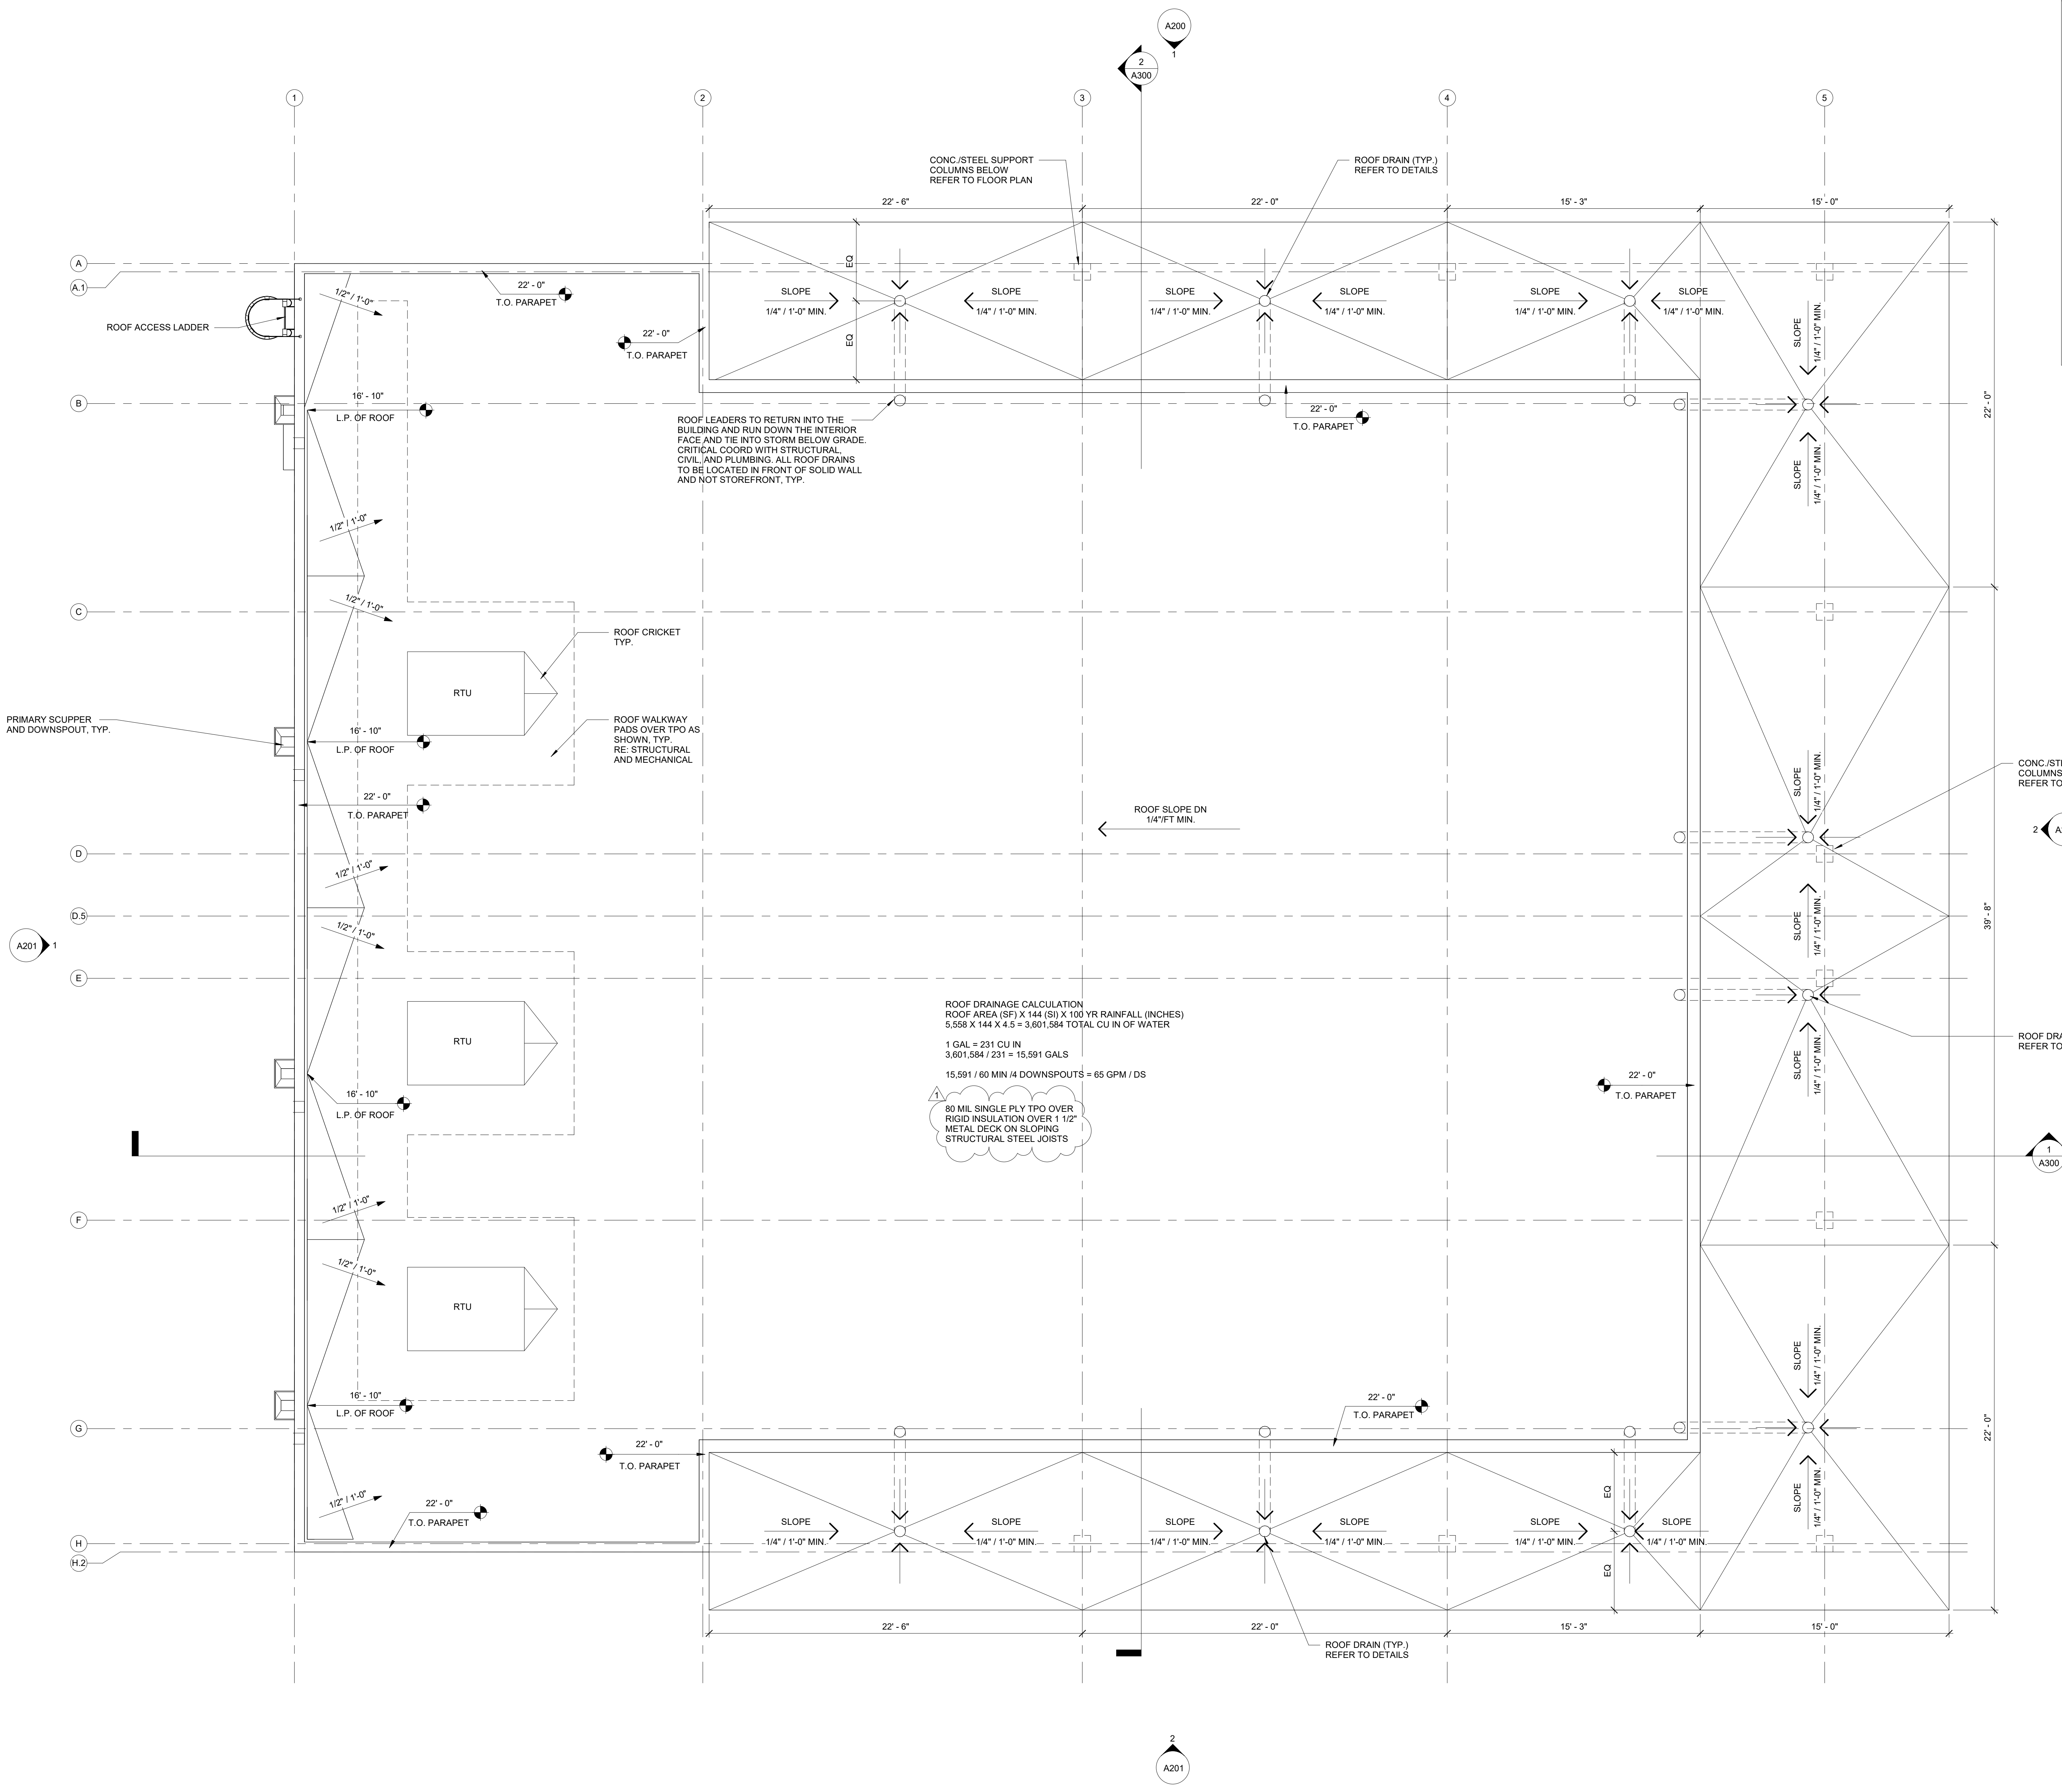 A200
1
2
A300
1
2
3
4
5
CONC./STEEL SUPPORT
COLUMNS BELOW
REFER TO FLOOR PLAN
ROOF DRAIN (TYP.)
REFER TO DETAILS
22' - 6"
22' - 0"
15' - 3"
15' - 0"
A
A.1
ROOF ACCESS LADDER
1/2" / 1'-0"
22' - 0"
T.O. PARAPET
22' - 0"
T.O. PARAPET
EQ
EQ
SLOPE
1/4" / 1'-0" MIN.
SLOPE
1/4" / 1'-0" MIN.
SLOPE
1/4" / 1'-0" MIN.
SLOPE
1/4" / 1'-0" MIN.
SLOPE
1/4" / 1'-0" MIN.
SLOPE
1/4" / 1'-0" MIN.
SLOPE
1/4" / 1'-0" MIN.
B
16' - 10"
L.P. OF ROOF
ROOF LEADERS TO RETURN INTO THE
BUILDING AND RUN DOWN THE INTERIOR
FACE AND TIE INTO STORM BELOW GRADE.
CRITICAL COORD WITH STRUCTURAL,
CIVIL, AND PLUMBING. ALL ROOF DRAINS
TO BE LOCATED IN FRONT OF SOLID WALL
AND NOT STOREFRONT, TYP.
22' - 0"
T.O. PARAPET
22' - 0"
SLOPE
1/4" / 1'-0" MIN.
1/2" / 1'-0"
1/2" / 1'-0"
C
ROOF CRICKET
TYP.
RTU
PRIMARY SCUPPER
AND DOWNSPOUT, TYP.
16' - 10"
L.P. OF ROOF
ROOF WALKWAY
PADS OVER TPO AS
SHOWN, TYP.
RE: STRUCTURAL
AND MECHANICAL
22' - 0"
T.O. PARAPET
ROOF SLOPE DN
1/4"/FT MIN.
SLOPE
1/4" / 1'-0" MIN.
CONC./STE
COLUMNS
REFER TO
2
A
D
1/2" / 1'-0"
D.5
1/2" / 1'-0"
SLOPE
1/4" / 1'-0" MIN.
39' - 8"
A201
1
E
ROOF DRAINAGE CALCULATION
ROOF AREA (SF) X 144 (SI) X 100 YR RAINFALL (INCHES)
5,558 X 144 X 4.5 = 3,601,584 TOTAL CU IN OF WATER
1 GAL = 231 CU IN
3,601,584 / 231 = 15,591 GALS
15,591 / 60 MIN /4 DOWNSPOUTS = 65 GPM / DS
1
80 MIL SINGLE PLY TPO OVER
RIGID INSULATION OVER 1 1/2"
METAL DECK ON SLOPING
STRUCTURAL STEEL JOISTS
RTU
16' - 10"
L.P. OF ROOF
SLOPE
1/4" / 1'-0" MIN.
ROOF DRA
REFER TO
22' - 0"
T.O. PARAPET
1
A300
1/2" / 1'-0"
F
1/2" / 1'-0"
RTU
SLOPE
1/4" / 1'-0" MIN.
16' - 10"
L.P. OF ROOF
22' - 0"
T.O. PARAPET
G
22' - 0"
T.O. PARAPET
22' - 0"
SLOPE
1/4" / 1'-0" MIN.
1/2" / 1'-0"
22' - 0"
T.O. PARAPET
H
H.2
EQ
EQ
SLOPE
1/4" / 1'-0" MIN.
SLOPE
1/4" / 1'-0" MIN.
SLOPE
1/4" / 1'-0" MIN.
SLOPE
1/4" / 1'-0" MIN.
SLOPE
1/4" / 1'-0" MIN.
SLOPE
1/4" / 1'-0" MIN.
22' - 6"
22' - 0"
15' - 3"
15' - 0"
ROOF DRAIN (TYP.)
REFER TO DETAILS
2
A201